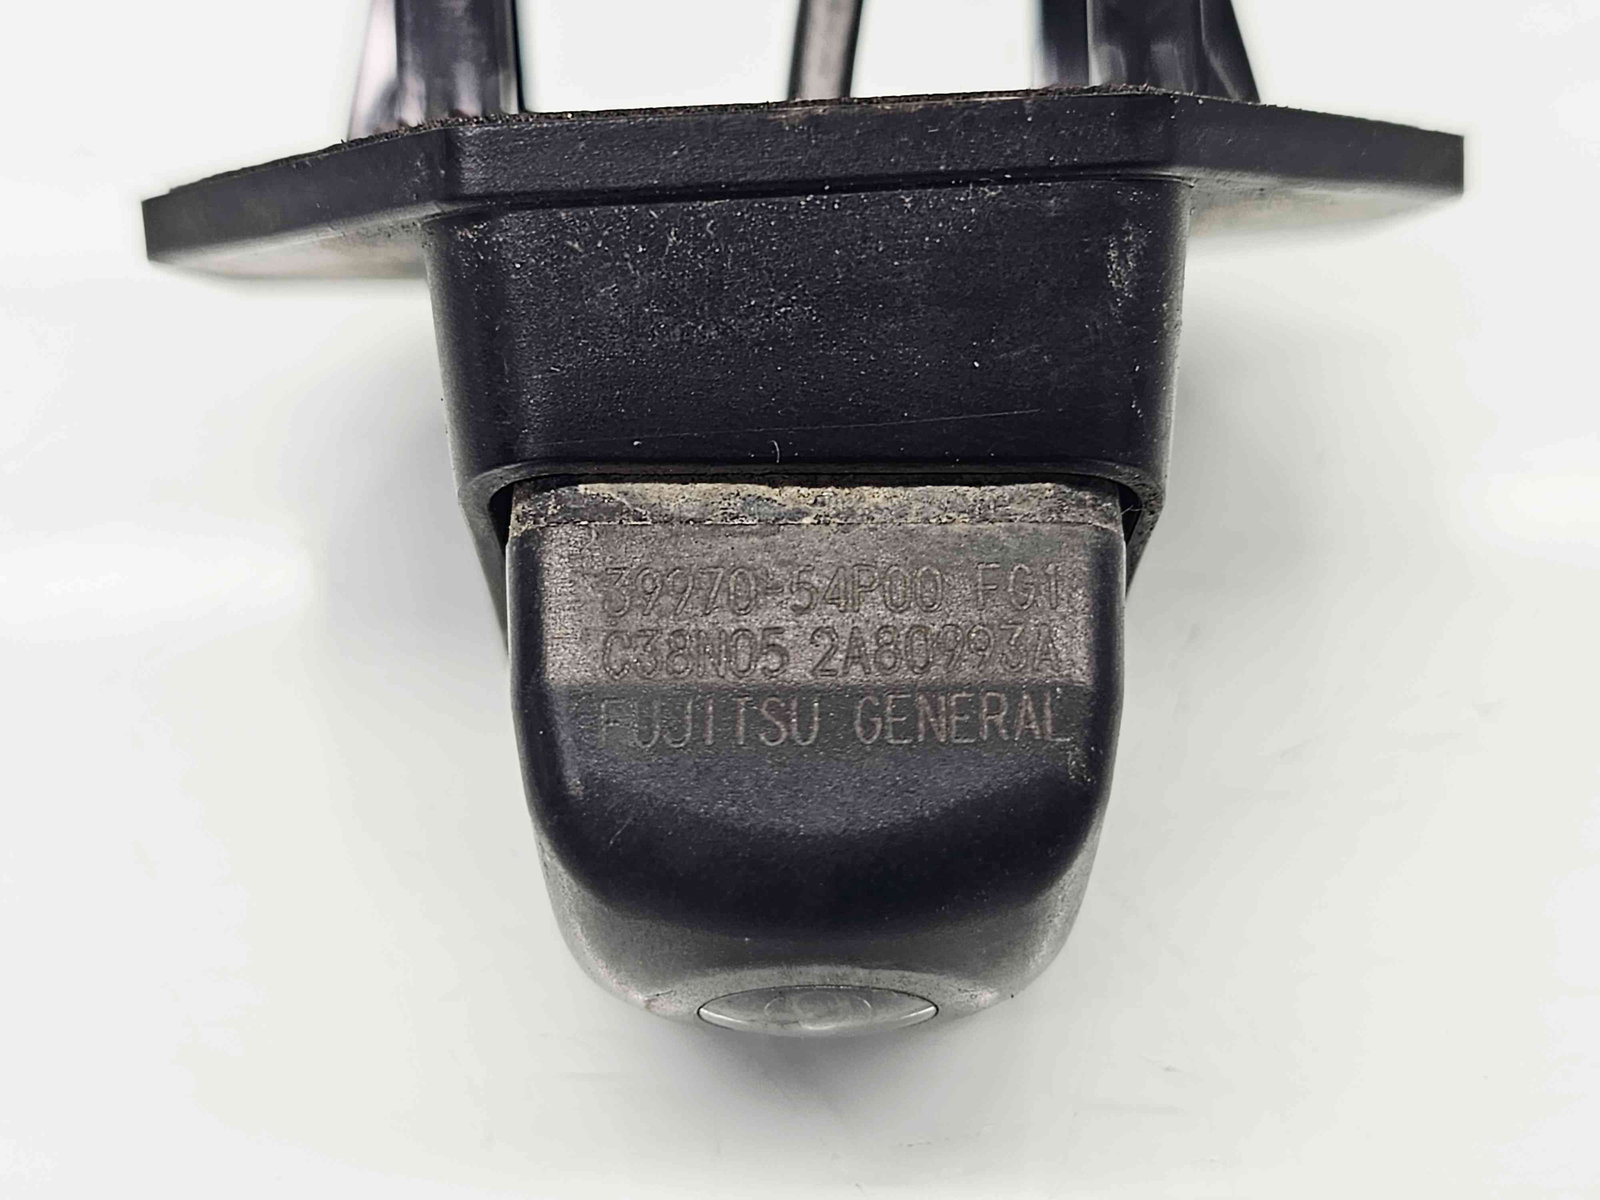 39970-54P00 FG1
C38N05 2A80993A
FUJITSU GENERAL